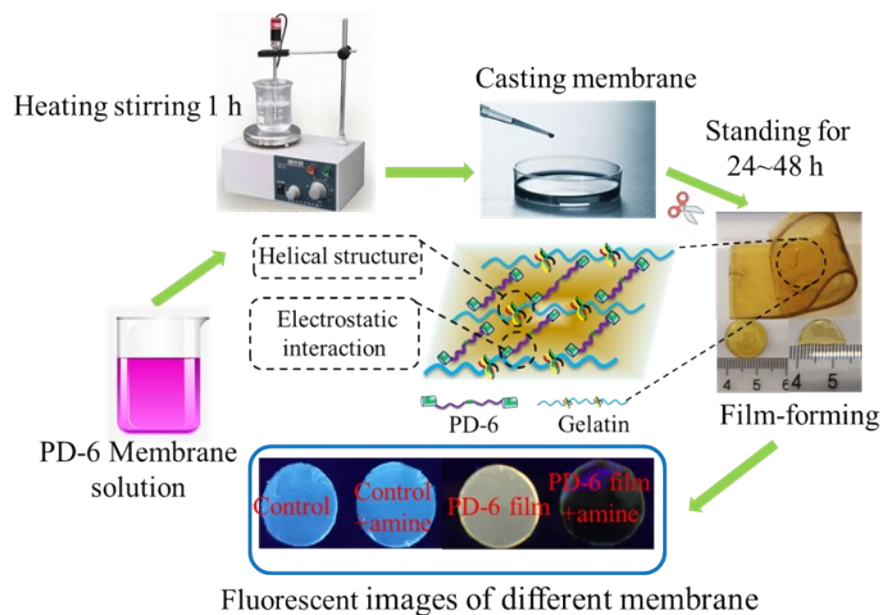 Heating stirring 1 h
Casting membrane
Standing for
24~48 h
Helical structure
Electrostatic
interaction
PD-6
Gelatin
4 5 6
4 5
Film-forming
PD-6 Membrane
solution
Control
Control
+amine
PD-6 film
PD-6 film
+amine
Fluorescent images of different membrane